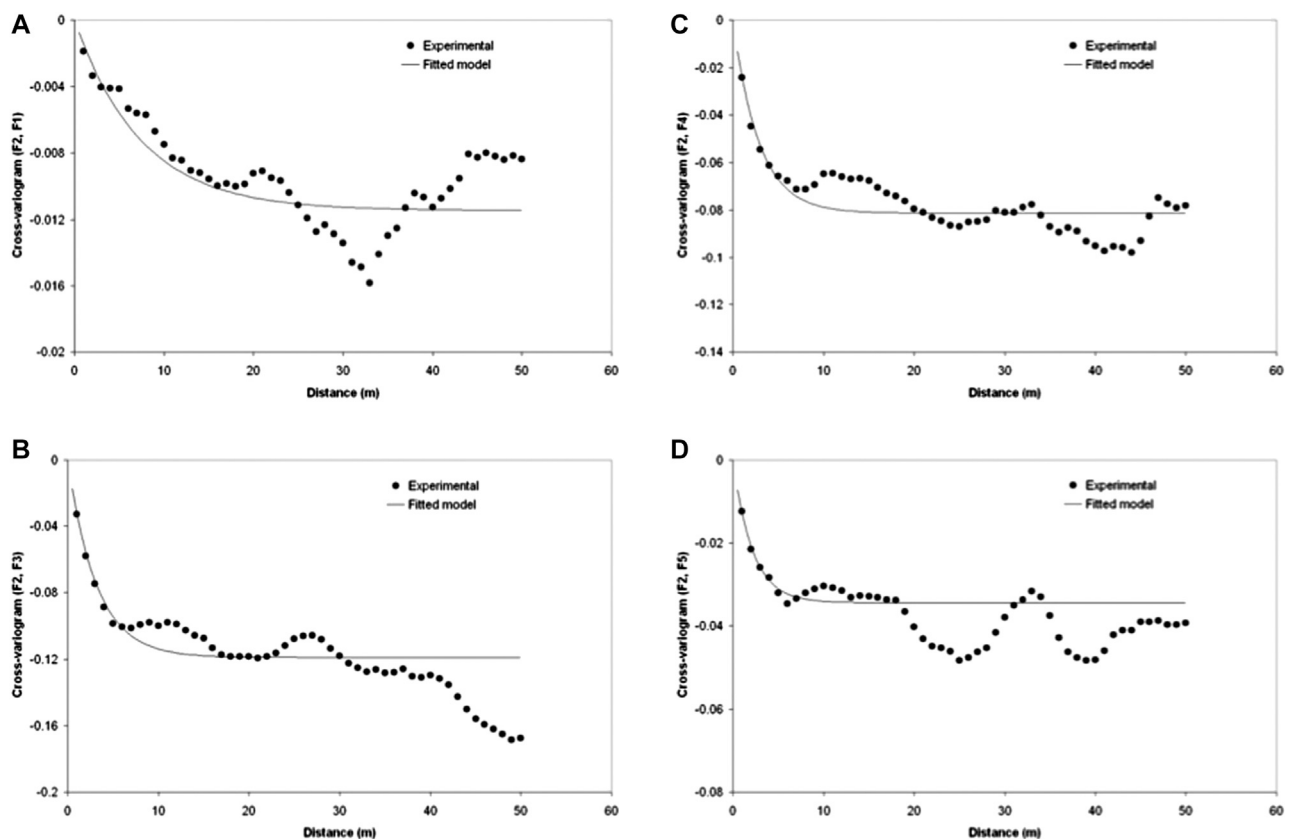 A
Cross-variogram (F2, F1)
0
-0.004
-0.008
-0.012
-0.016
-0.02
Experimental
Fitted model
0 10 20 30 40 50 60
Distance (m)
C
Cross-variogram (F2, F4)
0
-0.02
-0.04
-0.06
-0.08
-0.1
-0.12
-0.14
Experimental
Fitted model
0 10 20 30 40 50 60
Distance (m)
B
Cross-variogram (F2, F3)
0
-0.04
-0.08
-0.12
-0.16
-0.2
Experimental
Fitted model
0 10 20 30 40 50 60
Distance (m)
D
Cross-variogram (F2, F5)
0
-0.02
-0.04
-0.06
-0.08
Experimental
Fitted model
0 10 20 30 40 50 60
Distance (m)